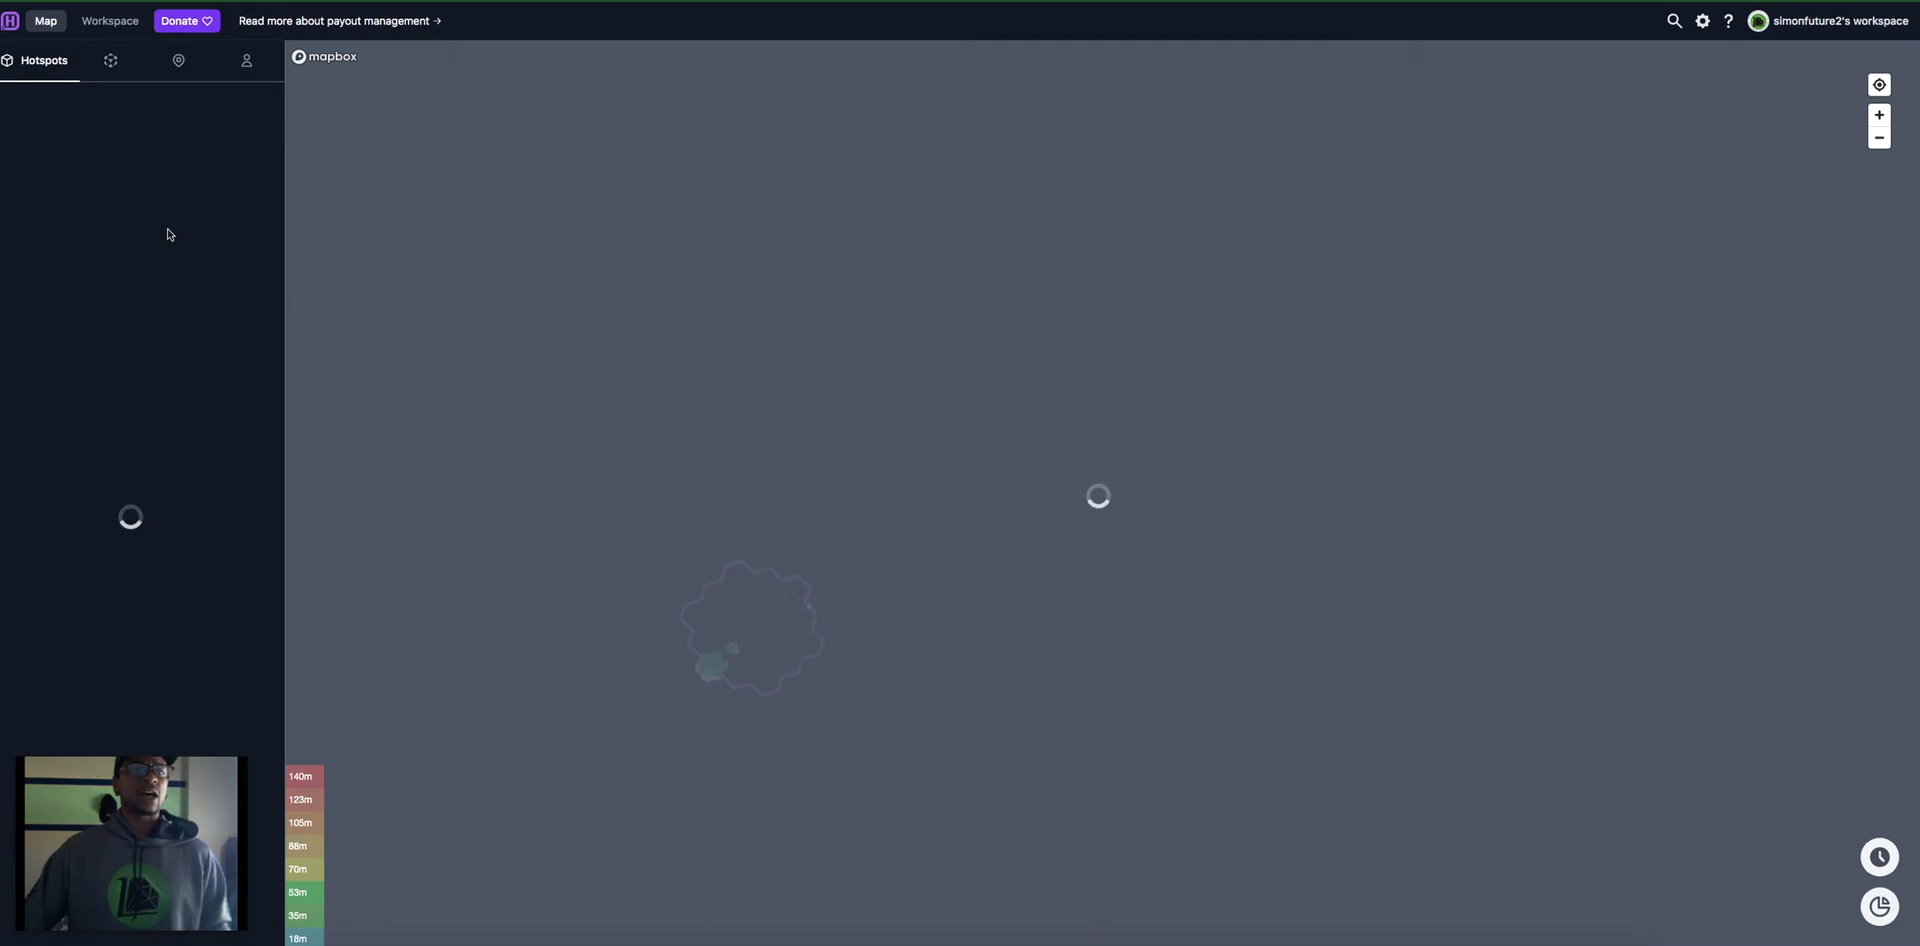 Map Workspace Donate Read more about payout management → ? simonfuture2's workspace
Hotspots
mapbox
+
−
140m
123m
105m
88m
70m
53m
35m
18m